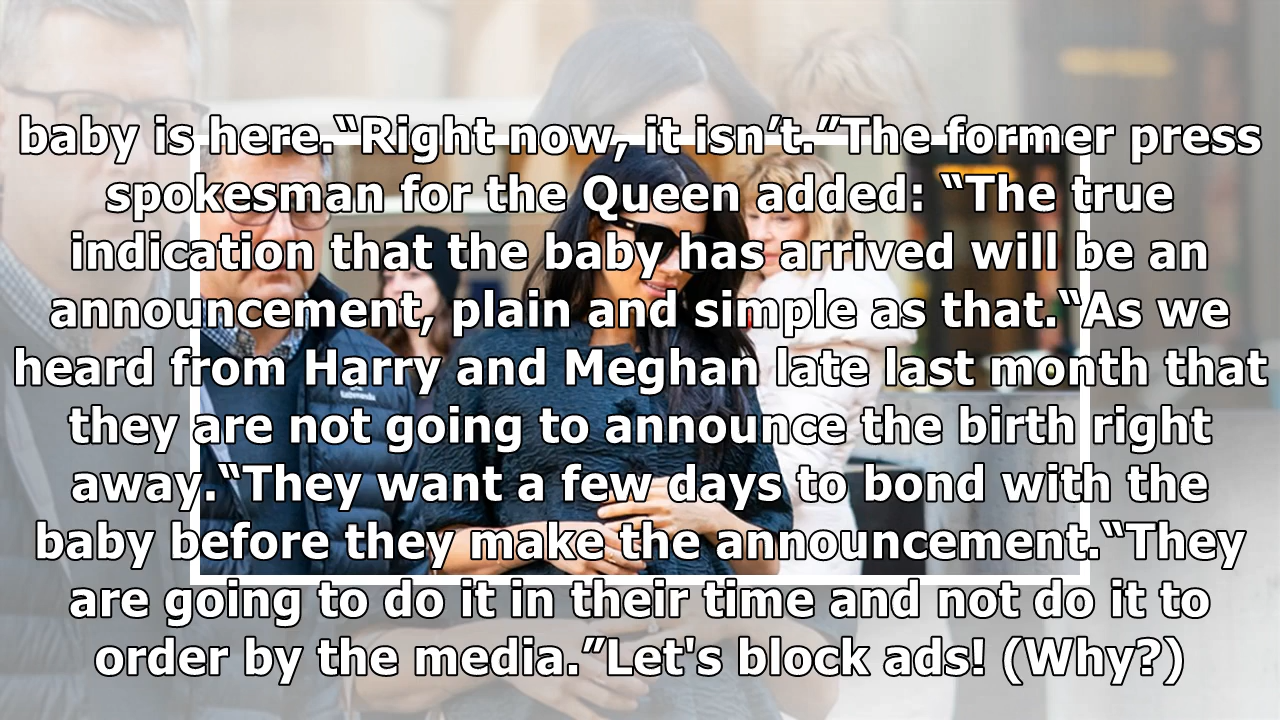 baby is here.“Right now, it isn’t.”The former press
spokesman for the Queen added: “The true
indication that the baby has arrived will be an
announcement, plain and simple as that.“As we
heard from Harry and Meghan late last month that
they are not going to announce the birth right
away.“They want a few days to bond with the
baby before they make the announcement.“They
are going to do it in their time and not do it to
order by the media.”Let's block ads! (Why?)